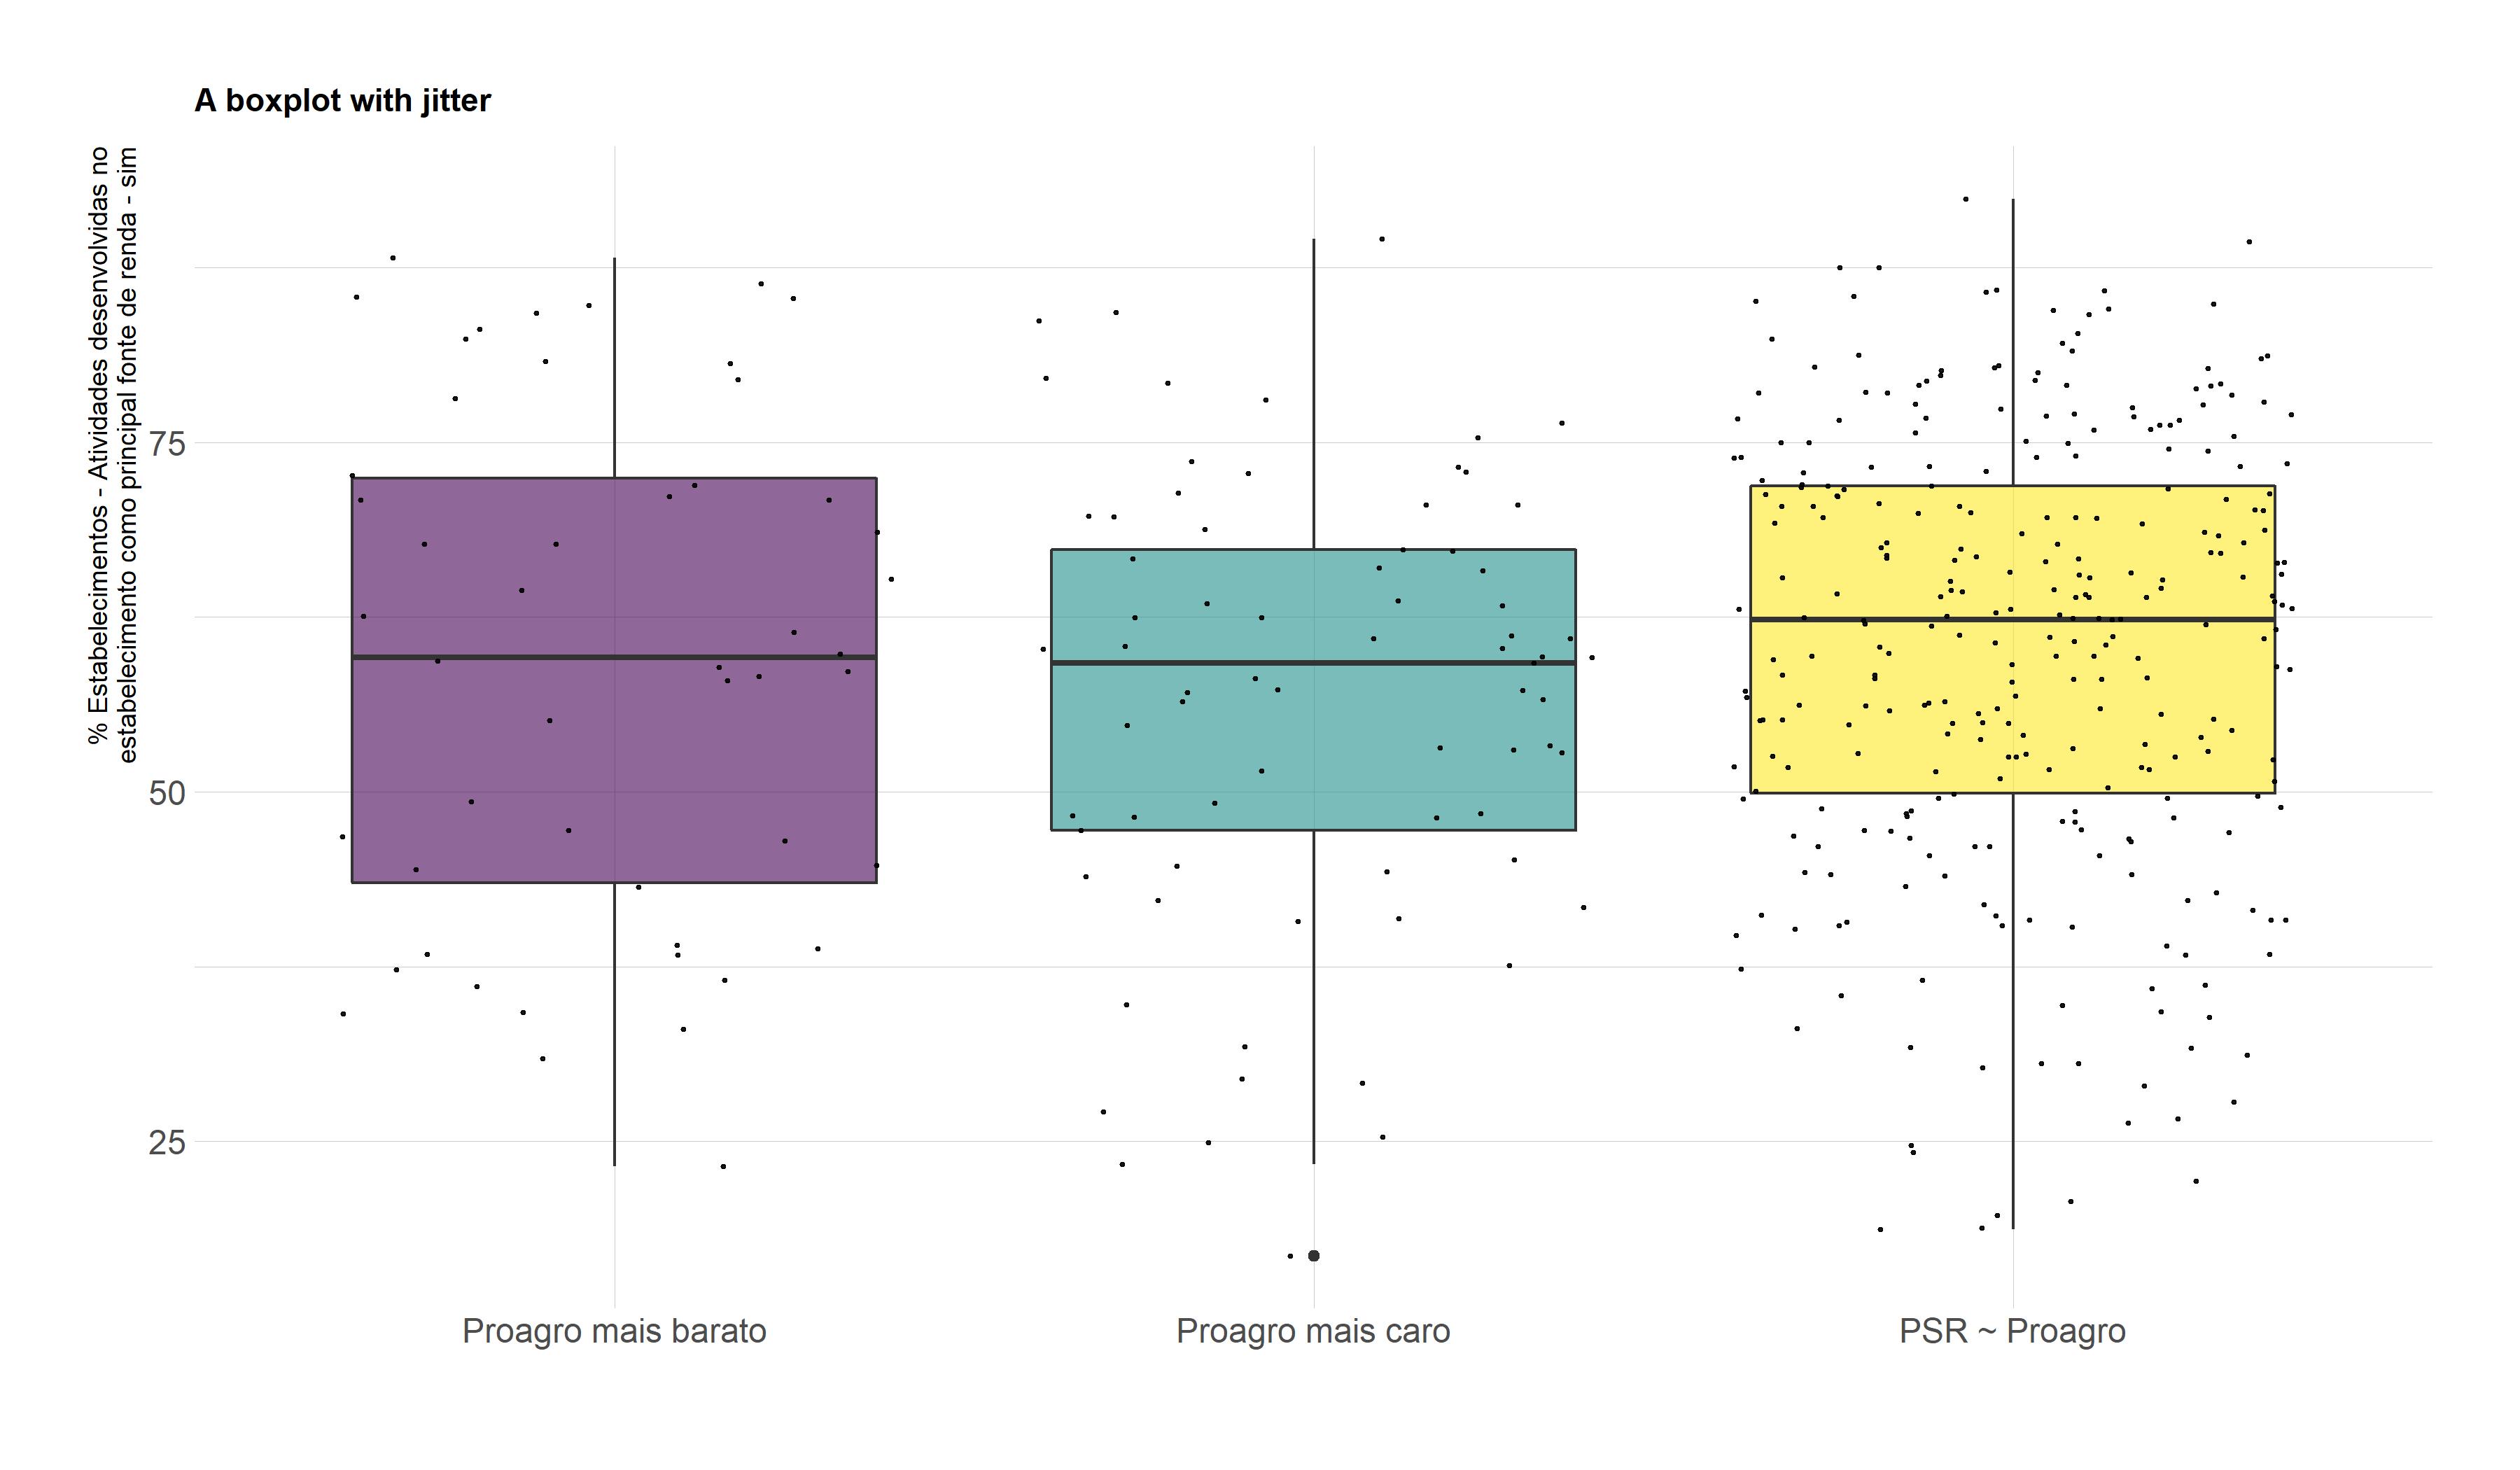 A boxplot with jitter
% Estabelecimentos - Atividades desenvolvidas no
estabelecimento como principal fonte de renda - sim
75
50
25
Proagro mais barato
Proagro mais caro
PSR ~ Proagro